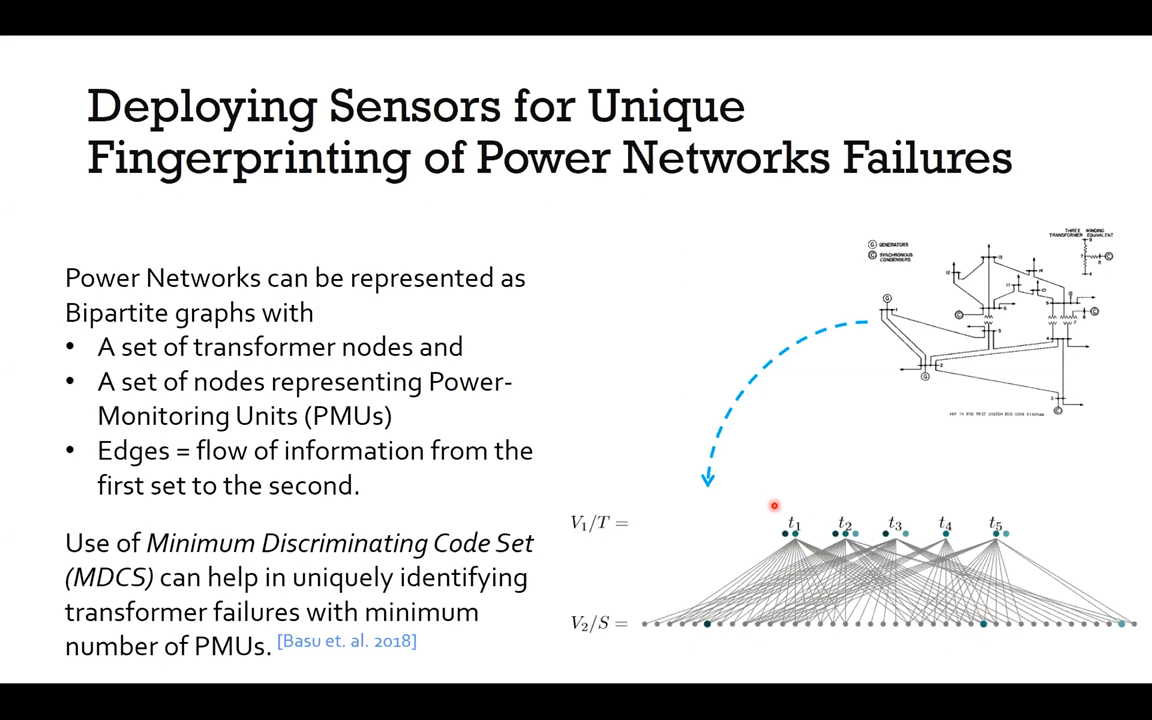 Deploying Sensors for Unique
Fingerprinting of Power Networks Failures
Power Networks can be represented as
Bipartite graphs with
• A set of transformer nodes and
• A set of nodes representing Power-
Monitoring Units (PMUs)
• Edges = flow of information from the
first set to the second.
Use of Minimum Discriminating Code Set
(MDCS) can help in uniquely identifying
transformer failures with minimum
number of PMUs. [Basu et. al. 2018]
THREE WINDING
TRANSFORMER EQUIVALENT
G GENERATORS
C SYNCHRONOUS
CONDENSERS
V₁/T =
t₁ t₂ t₃ t₄ t₅
V₂/S =